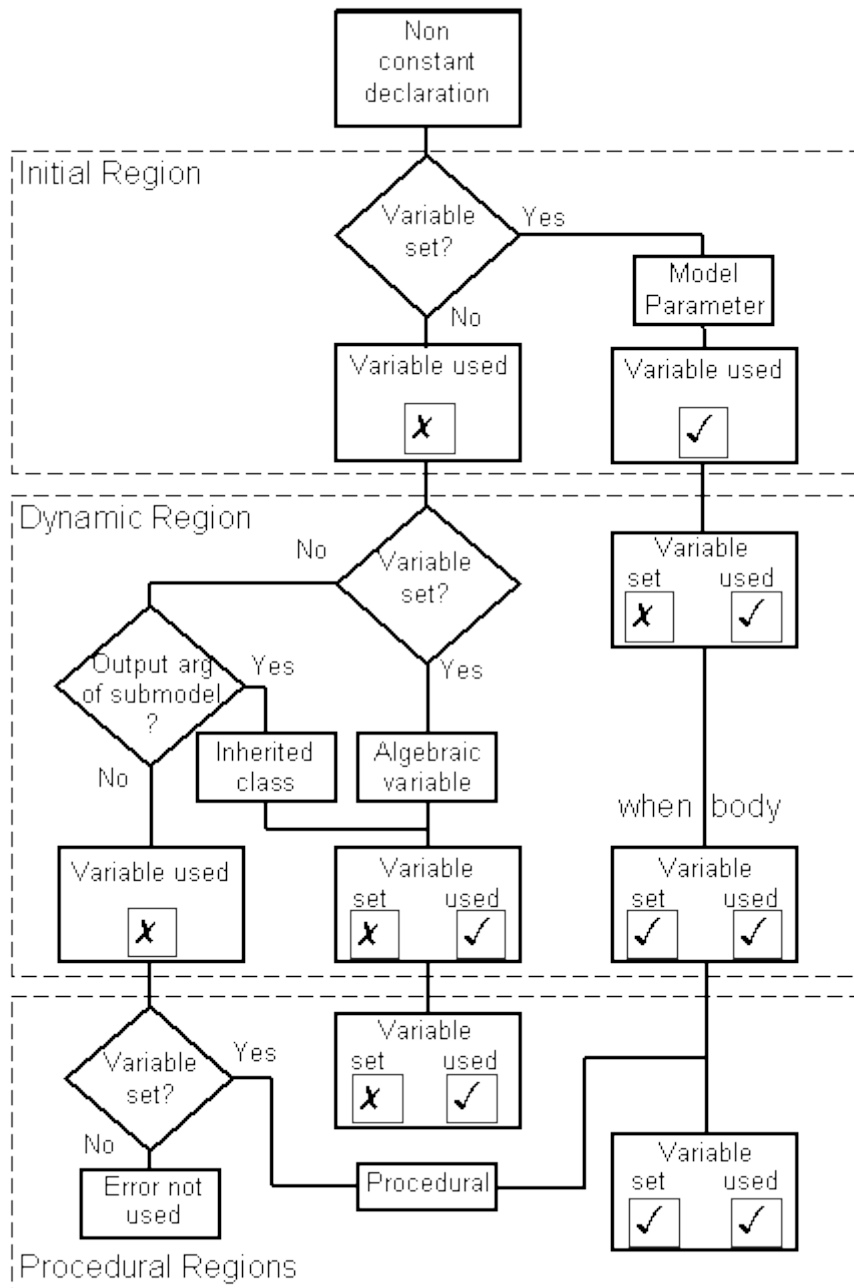 Non
constant
declaration
Initial Region
Variable
set?
Yes
No
Model
Parameter
Variable used
✗
Variable used
✓
Dynamic Region
No
Variable
set?
Yes
Variable
set used
✗ ✓
Output arg
of submodel
?
Yes
No
Inherited
class
Algebraic
variable
when body
Variable used
✗
Variable
set used
✗ ✓
Variable
set used
✓ ✓
Variable
set?
Yes
No
Variable
set used
✗ ✓
Error not
used
Procedural
Variable
set used
✓ ✓
Procedural Regions